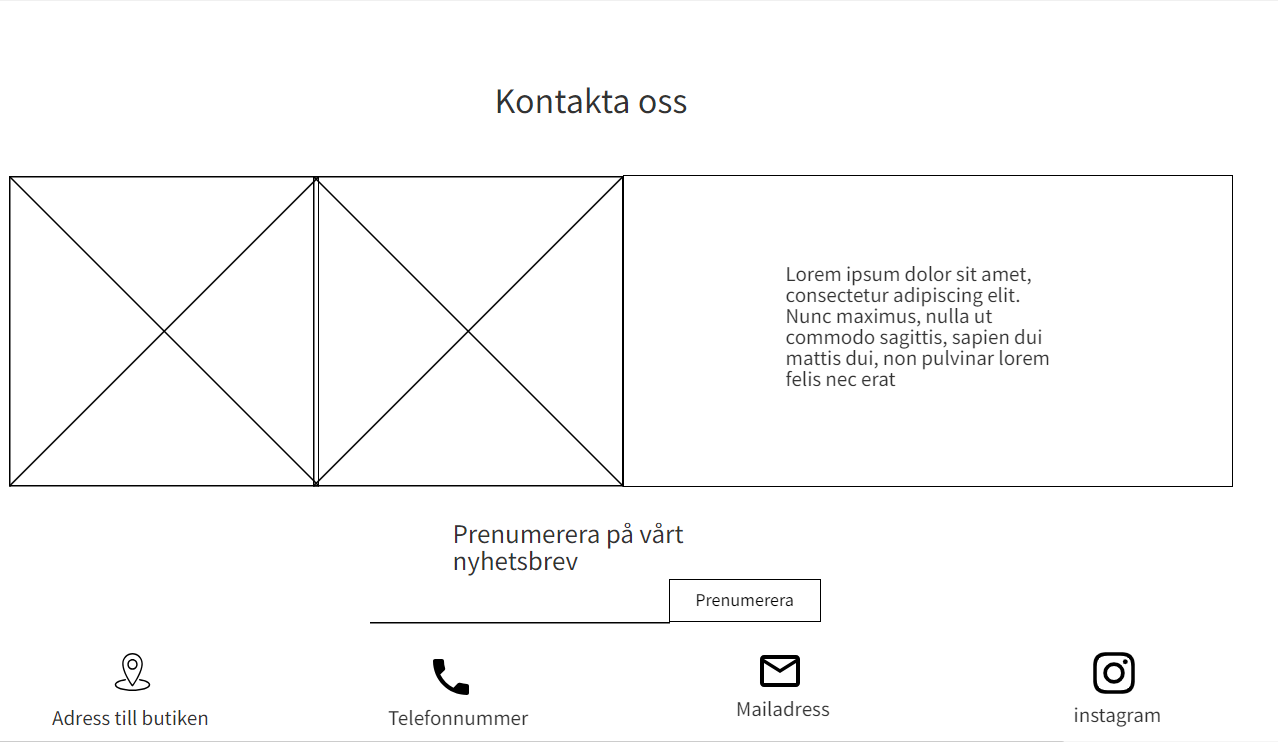 Kontakta oss
Lorem ipsum dolor sit amet,
consectetur adipiscing elit.
Nunc maximus, nulla ut
commodo sagittis, sapien dui
mattis dui, non pulvinar lorem
felis nec erat
Prenumerera på vårt
nyhetsbrev
Prenumerera
Adress till butiken
Telefonnummer
Mailadress
instagram